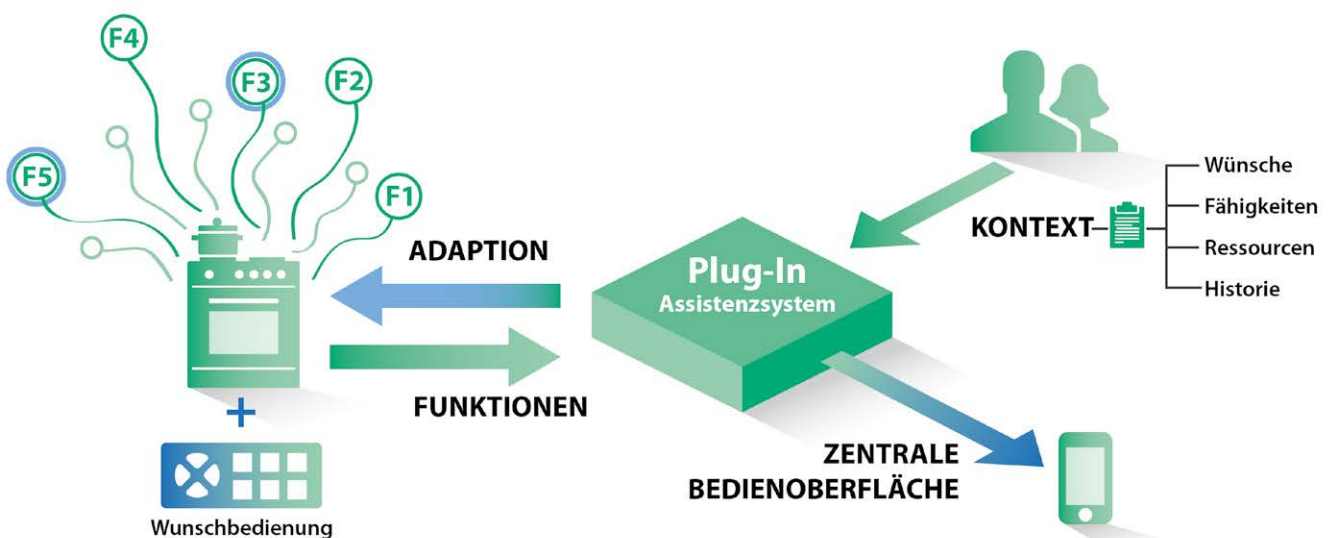 F4
F3
F2
F5
F1
ADAPTION
FUNKTIONEN
Wunschbedienung
Plug-In
Assistenzsystem
KONTEXT
Wünsche
Fähigkeiten
Ressourcen
Historie
ZENTRALE
BEDIENOBERFLÄCHE